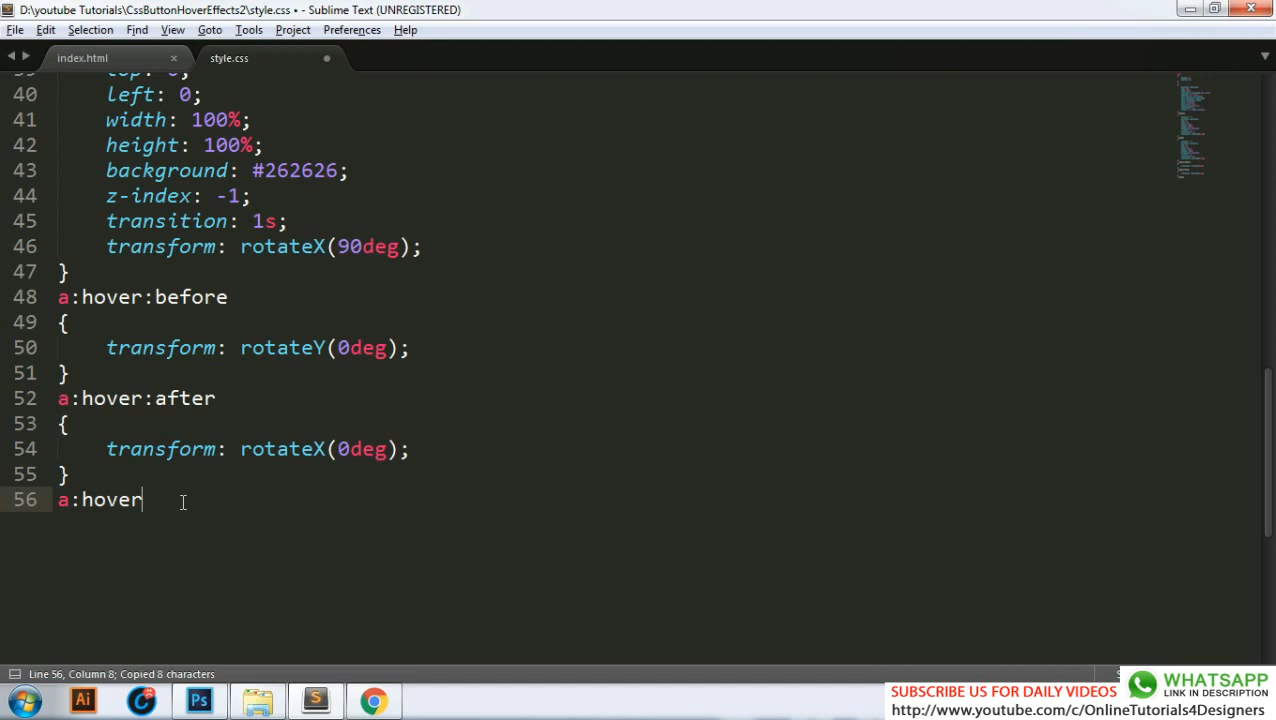 D:\youtube Tutorials\CssButtonHoverEffects2\style.css • - Sublime Text (UNREGISTERED)
File Edit Selection Find View Goto Tools Project Preferences Help
index.html × style.css
40 left: 0;
41 width: 100%;
42 height: 100%;
43 background: #262626;
44 z-index: -1;
45 transition: 1s;
46 transform: rotateX(90deg);
47 }
48 a:hover:before
49 {
50 transform: rotateY(0deg);
51 }
52 a:hover:after
53 {
54 transform: rotateX(0deg);
55 }
56 a:hover
Line 56, Column 8; Copied 8 characters
Ai Ps S
SUBSCRIBE US FOR DAILY VIDEOS
http://www.youtube.com/c/OnlineTutorials4Designers
WHATSAPP
LINK IN DESCRIPTION